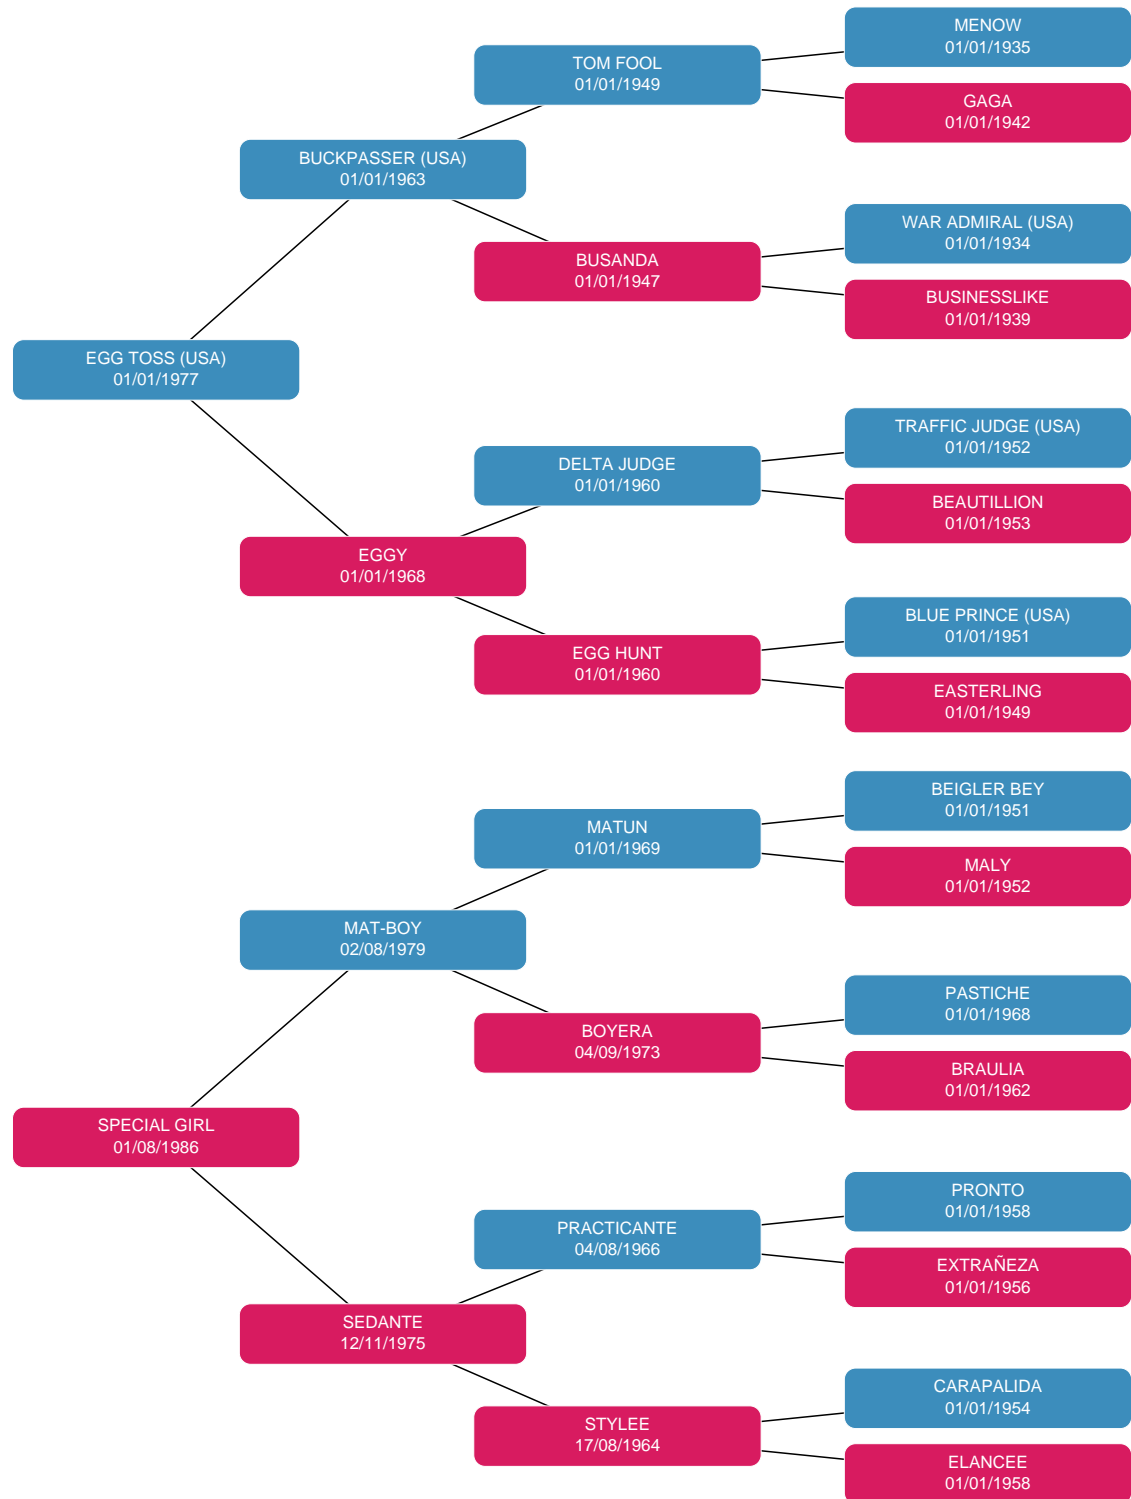 MENOW
01/01/1935
TOM FOOL
01/01/1949
GAGA
01/01/1942
BUCKPASSER (USA)
01/01/1963
WAR ADMIRAL (USA)
01/01/1934
BUSANDA
01/01/1947
BUSINESSLIKE
01/01/1939
EGG TOSS (USA)
01/01/1977
TRAFFIC JUDGE (USA)
01/01/1952
DELTA JUDGE
01/01/1960
BEAUTILLION
01/01/1953
EGGY
01/01/1968
BLUE PRINCE (USA)
01/01/1951
EGG HUNT
01/01/1960
EASTERLING
01/01/1949
BEIGLER BEY
01/01/1951
MATUN
01/01/1969
MALY
01/01/1952
MAT-BOY
02/08/1979
PASTICHE
01/01/1968
BOYERA
04/09/1973
BRAULIA
01/01/1962
SPECIAL GIRL
01/08/1986
PRONTO
01/01/1958
PRACTICANTE
04/08/1966
EXTRAÑEZA
01/01/1956
SEDANTE
12/11/1975
CARAPALIDA
01/01/1954
STYLEE
17/08/1964
ELANCEE
01/01/1958